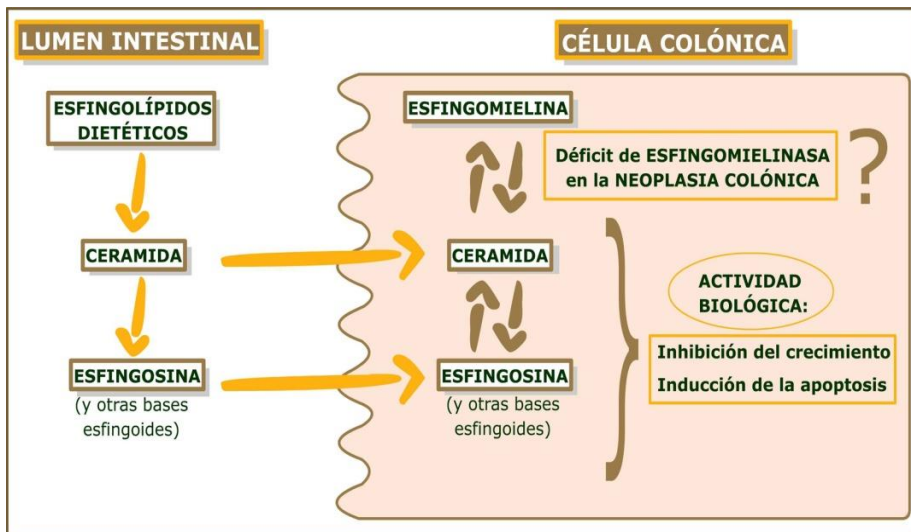 LUMEN INTESTINAL
ESFINGOLÍPIDOS
DIETÉTICOS
CERAMIDA
ESFINGOSINA
(y otras bases
esfingoides)
CÉLULA COLÓNICA
ESFINGOMIELINA
Déficit de ESFINGOMIELINASA
en la NEOPLASIA COLÓNICA
?
CERAMIDA
ESFINGOSINA
(y otras bases
esfingoides)
ACTIVIDAD
BIOLÓGICA:
Inhibición del crecimiento
Inducción de la apoptosis